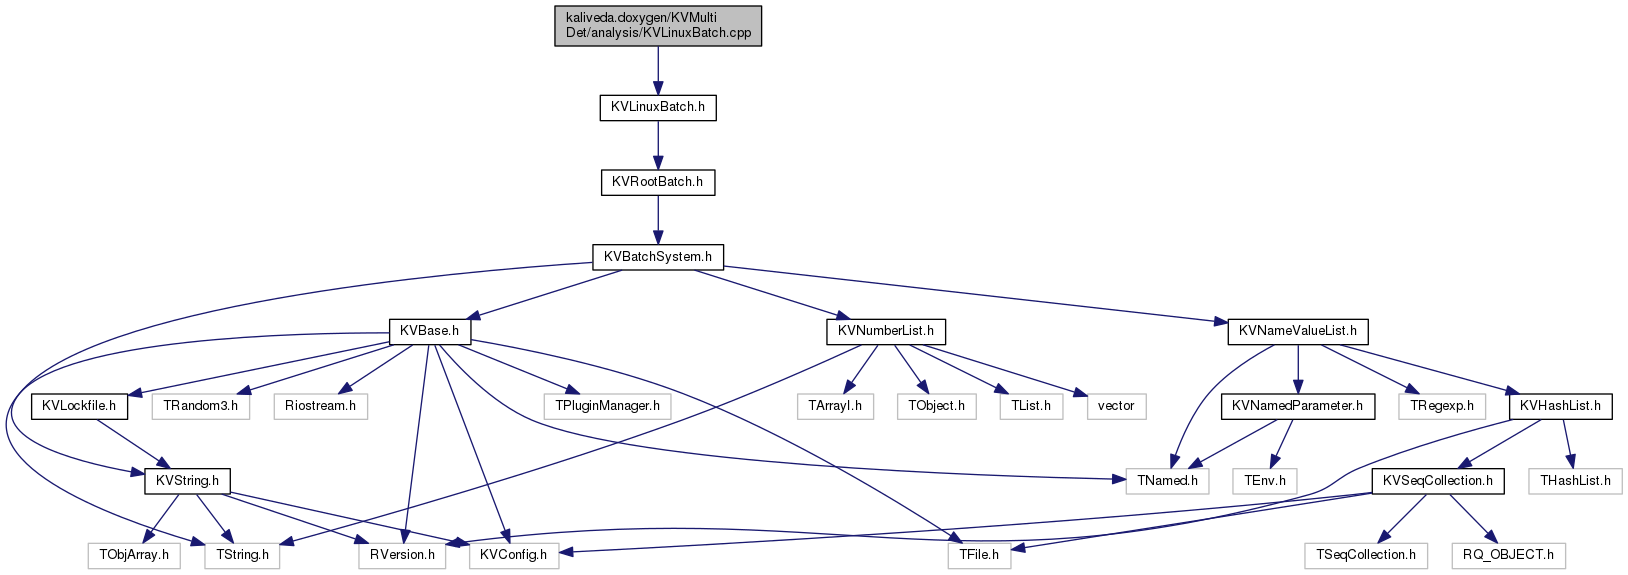 kaliveda.doxygen/KVMulti
Det/analysis/KVLinuxBatch.cpp
KVLinuxBatch.h
KVRootBatch.h
KVBatchSystem.h
KVBase.h
KVNumberList.h
KVNameValueList.h
KVLockfile.h
TRandom3.h
Riostream.h
TPluginManager.h
TArrayI.h
TObject.h
TList.h
vector
KVNamedParameter.h
TRegexp.h
KVHashList.h
KVString.h
TNamed.h
TEnv.h
KVSeqCollection.h
THashList.h
TObjArray.h
TString.h
RVersion.h
KVConfig.h
TFile.h
TSeqCollection.h
RQ_OBJECT.h